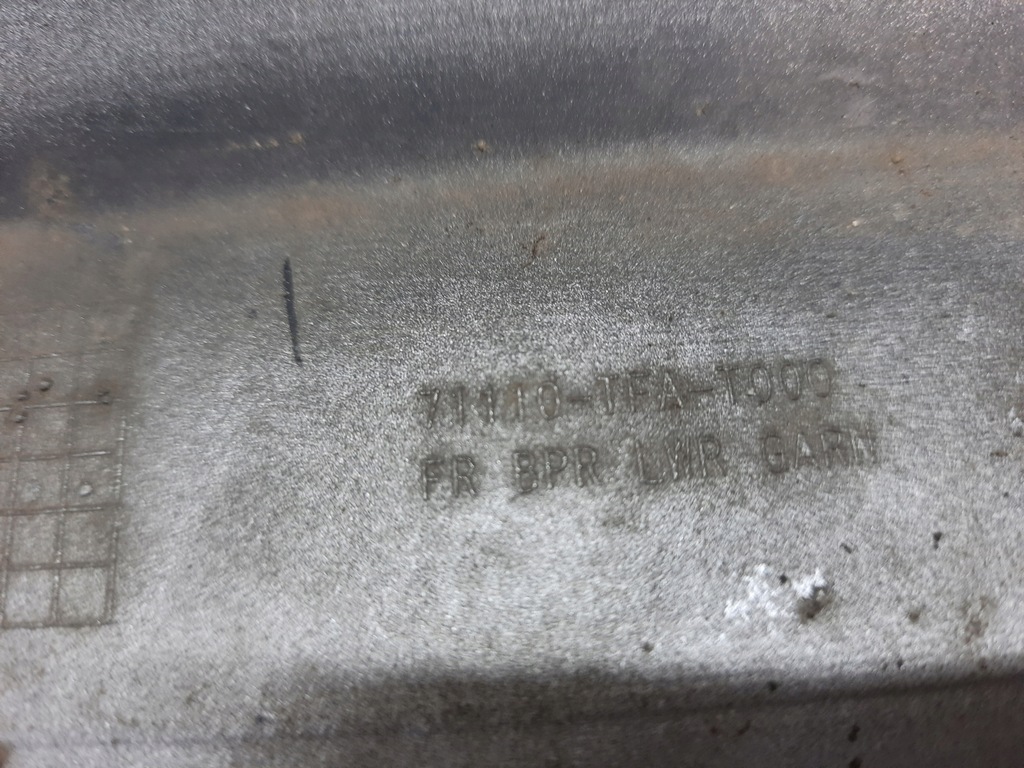 71110-TFA-T000
FR BPR LWR GARN